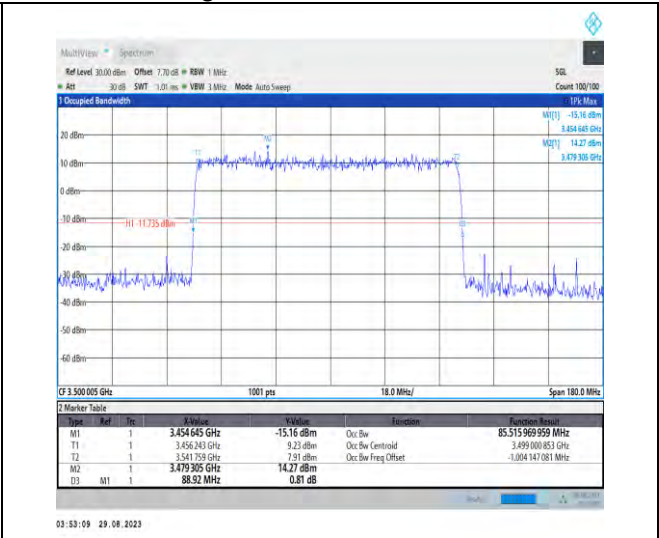 MultiView Spectrum
Ref Level 30.00 dBm Offset 7.70 dB RBW 1 MHz SGL
Att 30 dB SWT 1.01 ms VBW 3 MHz Mode Auto Sweep Count 100/100
1 Occupied Bandwidth 1Pk Max
M1[1] -15.16 dBm
3.454 645 GHz
M2[1] 14.27 dBm
3.479 305 GHz
20 dBm
M2
T1
T2
10 dBm
0 dBm
-10 dBm
H1 -11.735 dBm
M1
-20 dBm
-30 dBm
-40 dBm
-50 dBm
-60 dBm
CF 3.500 005 GHz 1001 pts 18.0 MHz/ Span 180.0 MHz
2 Marker Table
Type Ref Trc X-Value Y-Value Function Function Result
M1 1 3.454 645 GHz -15.16 dBm Occ Bw 85.515 969 959 MHz
T1 1 3.456 243 GHz 9.23 dBm Occ Bw Centroid 3.499 000 853 GHz
T2 1 3.541 759 GHz 7.91 dBm Occ Bw Freq Offset -1.004 147 081 MHz
M2 1 3.479 305 GHz 14.27 dBm
D3 M1 1 88.92 MHz 0.81 dB
03:53:09 29.08.2023